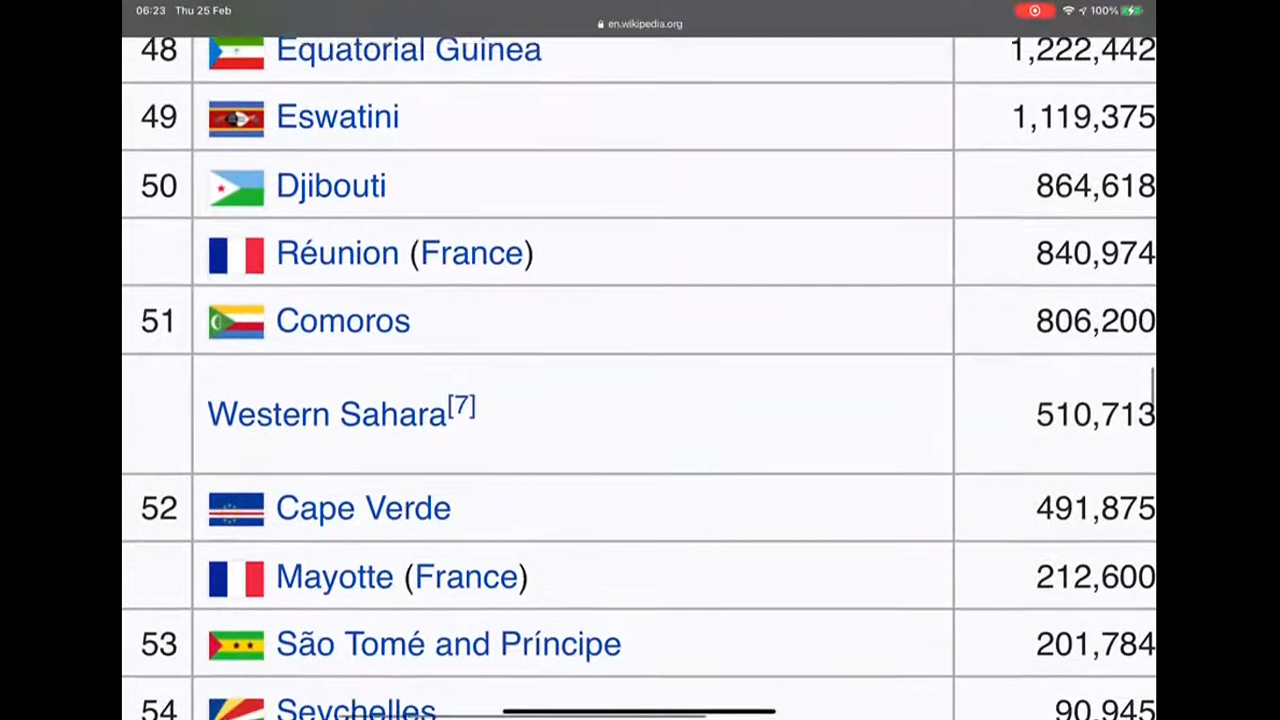 06:23 Thu 25 Feb
en.wikipedia.org
100%
48 Equatorial Guinea 1,222,442
49 Eswatini 1,119,375
50 Djibouti 864,618
Réunion (France) 840,974
51 Comoros 806,200
Western Sahara[7] 510,713
52 Cape Verde 491,875
Mayotte (France) 212,600
53 São Tomé and Príncipe 201,784
54 Seychelles 90,945